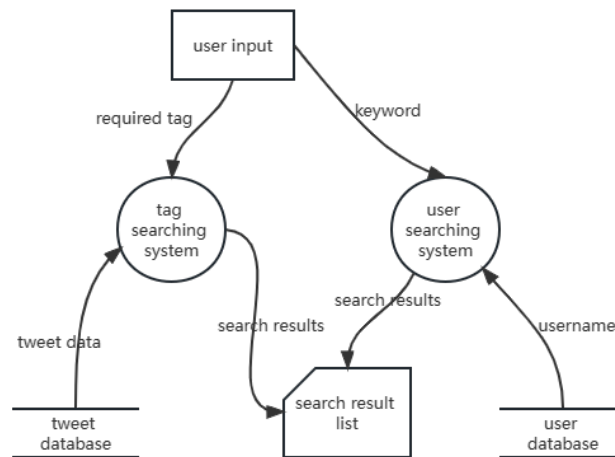 user input
required tag
keyword
tag
searching
system
user
searching
system
search results
search results
tweet data
username
search result
list
tweet
database
user
database